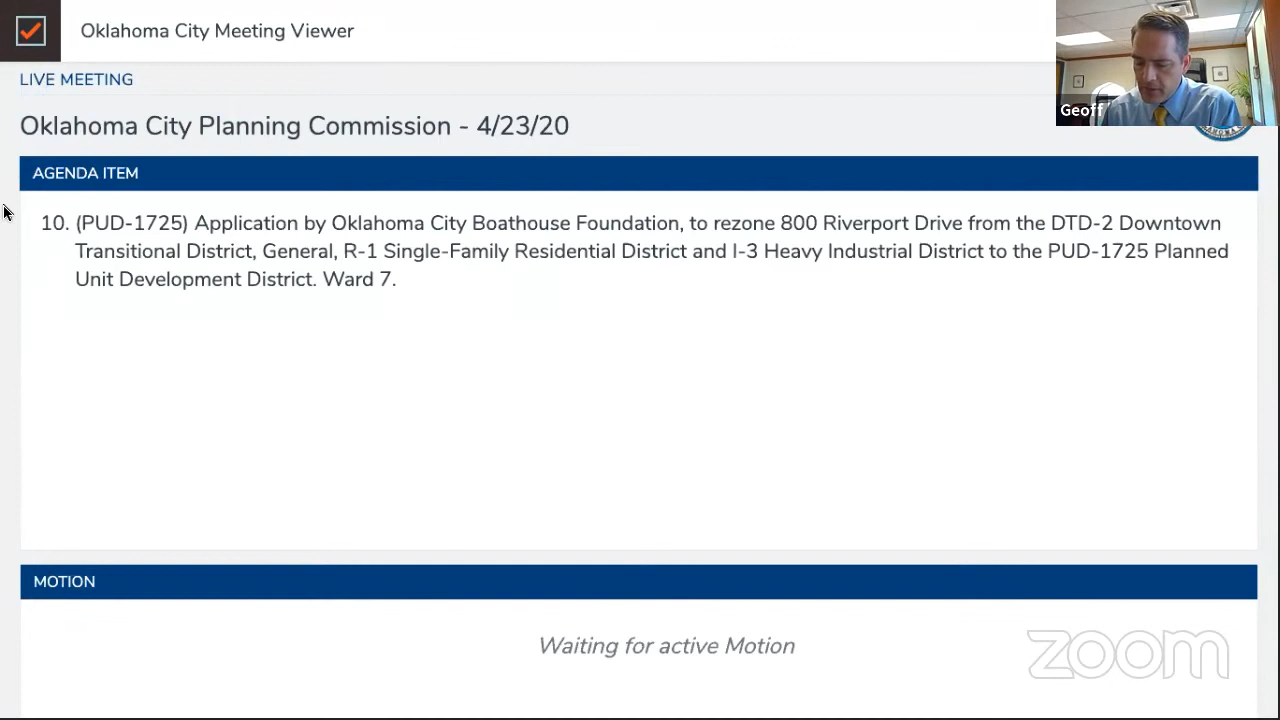 Oklahoma City Meeting Viewer
LIVE MEETING
Geoff
Oklahoma City Planning Commission - 4/23/20
AGENDA ITEM
10. (PUD-1725) Application by Oklahoma City Boathouse Foundation, to rezone 800 Riverport Drive from the DTD-2 Downtown
Transitional District, General, R-1 Single-Family Residential District and I-3 Heavy Industrial District to the PUD-1725 Planned
Unit Development District. Ward 7.
MOTION
Waiting for active Motion
zoom